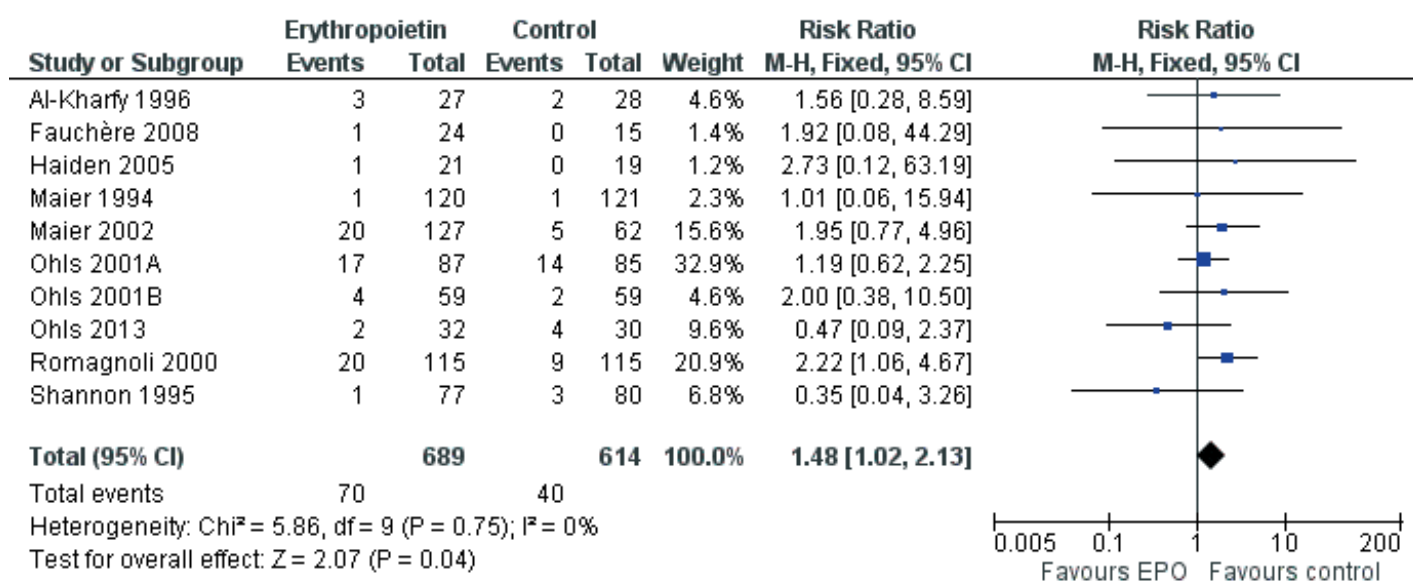 Erythropoietin Control Risk Ratio Risk Ratio
Study or Subgroup Events Total Events Total Weight M-H, Fixed, 95% CI M-H, Fixed, 95% CI
Al-Kharfy 1996 3 27 2 28 4.6% 1.56 [0.28, 8.59]
Fauchère 2008 1 24 0 15 1.4% 1.92 [0.08, 44.29]
Haiden 2005 1 21 0 19 1.2% 2.73 [0.12, 63.19]
Maier 1994 1 120 1 121 2.3% 1.01 [0.06, 15.94]
Maier 2002 20 127 5 62 15.6% 1.95 [0.77, 4.96]
Ohls 2001A 17 87 14 85 32.9% 1.19 [0.62, 2.25]
Ohls 2001B 4 59 2 59 4.6% 2.00 [0.38, 10.50]
Ohls 2013 2 32 4 30 9.6% 0.47 [0.09, 2.37]
Romagnoli 2000 20 115 9 115 20.9% 2.22 [1.06, 4.67]
Shannon 1995 1 77 3 80 6.8% 0.35 [0.04, 3.26]
Total (95% CI) 689 614 100.0% 1.48 [1.02, 2.13]
Total events 70 40
Heterogeneity: Chi² = 5.86, df = 9 (P = 0.75); I² = 0%
Test for overall effect: Z = 2.07 (P = 0.04)
0.005 0.1 1 10 200
Favours EPO Favours control